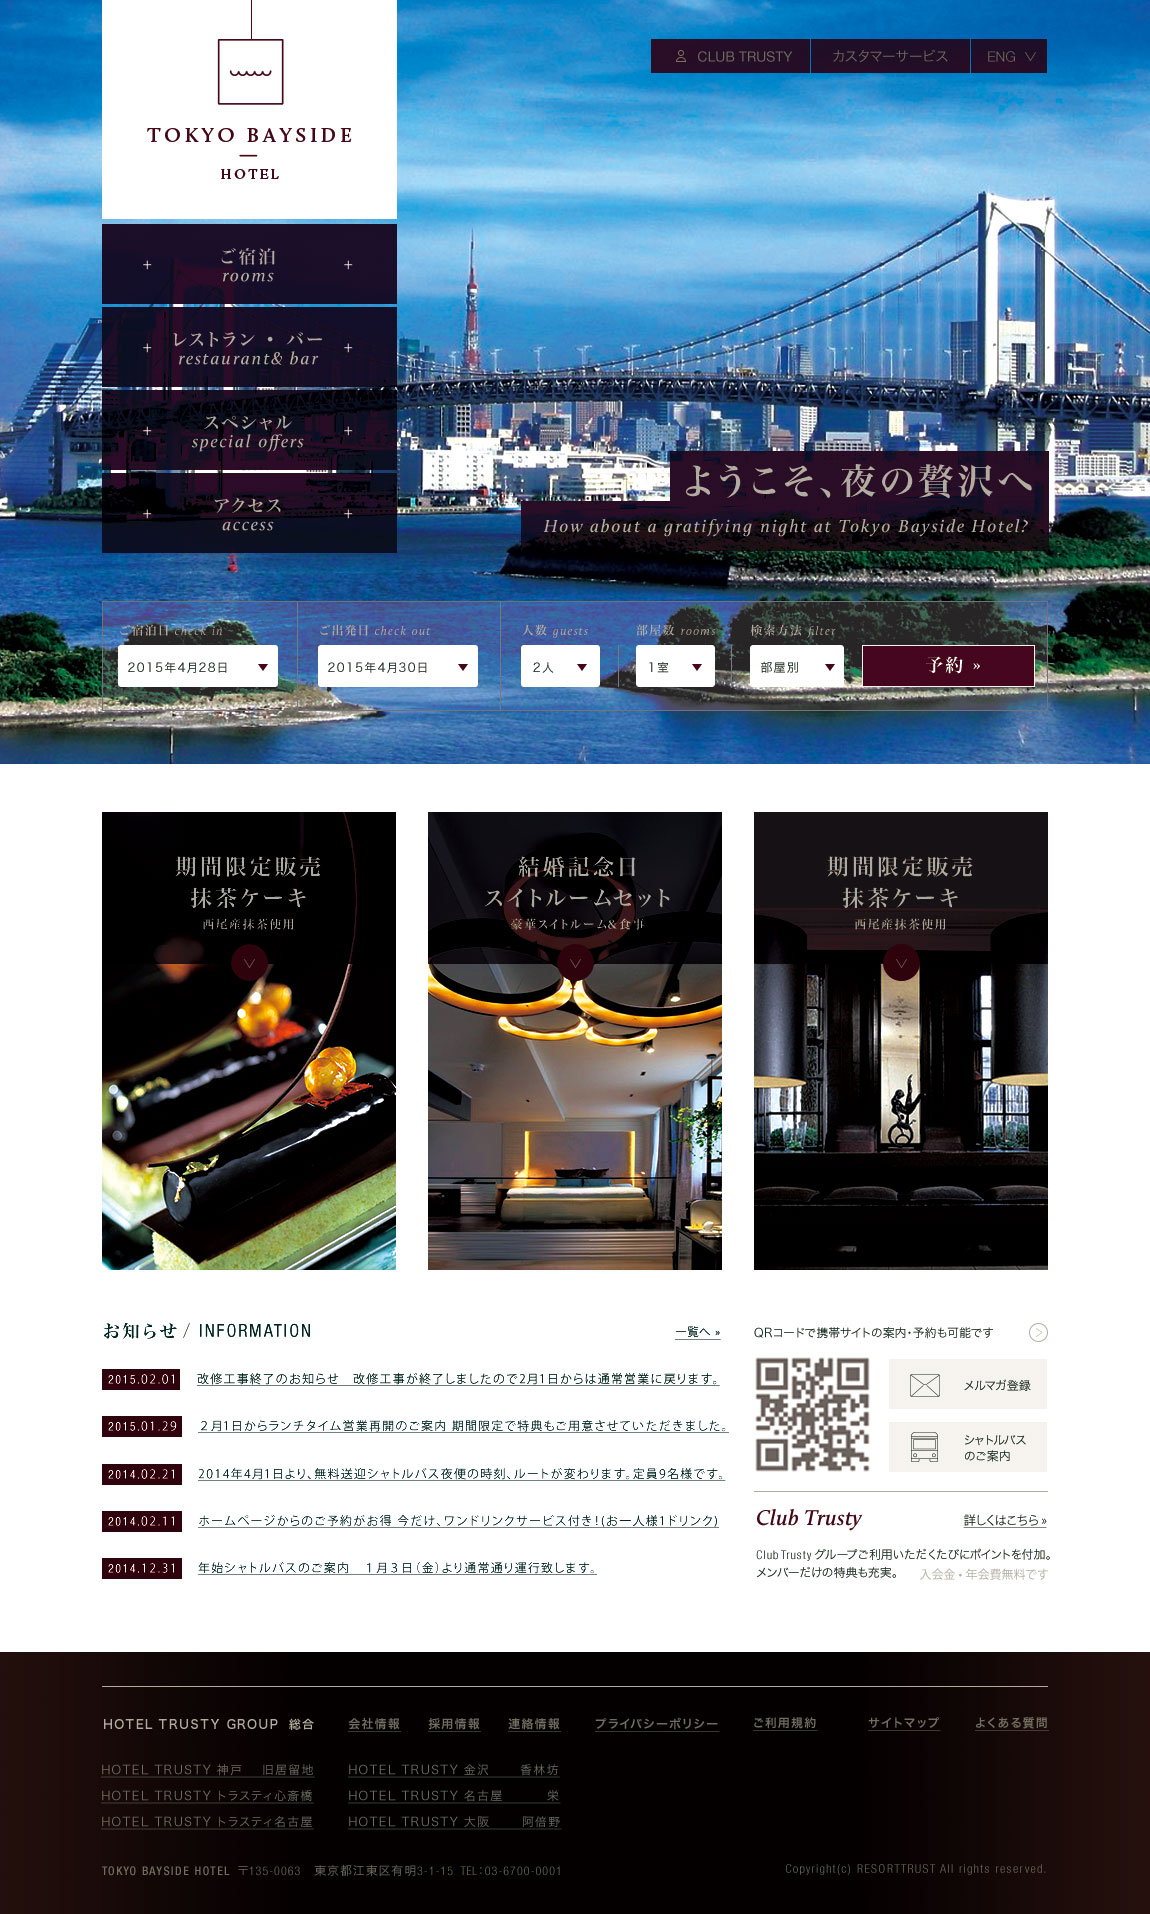 TOKYO BAYSIDE
HOTEL
CLUB TRUSTY
カスタマーサービス
ENG
ご宿泊
rooms
レストラン ・ バー
restaurant& bar
スペシャル
special offers
アクセス
access
ようこそ、夜の贅沢へ
How about a gratifying night at Tokyo Bayside Hotel?
ご宿泊日 check in
ご出発日 check out
人数 guests
部屋数 rooms
検索方法 filter
2015年4月28日
2015年4月30日
2人
1室
部屋別
予約 »
期間限定販売
抹茶ケーキ
西尾産抹茶使用
結婚記念日
スイトルームセット
豪華スイトルーム&食事
期間限定販売
抹茶ケーキ
西尾産抹茶使用
お知らせ / INFORMATION
一覧へ »
2015.02.01 改修工事終了のお知らせ　改修工事が終了しましたので2月1日からは通常営業に戻ります。
2015.01.29 2月1日からランチタイム営業再開のご案内 期間限定で特典もご用意させていただきました。
2014.02.21 2014年4月1日より、無料送迎シャトルバス夜便の時刻、ルートが変わります。定員9名様です。
2014.02.11 ホームページからのご予約がお得 今だけ、ワンドリンクサービス付き！(お一人様1ドリンク)
2014.12.31 年始シャトルバスのご案内　1月3日（金）より通常通り運行致します。
QRコードで携帯サイトの案内・予約も可能です
メルマガ登録
シャトルバス
のご案内
Club Trusty
詳しくはこちら »
Club Trusty グループご利用いただくたびにポイントを付加。
メンバーだけの特典も充実。 入会金・年会費無料です
HOTEL TRUSTY GROUP 総合
会社情報
採用情報
連絡情報
プライバシーポリシー
ご利用規約
サイトマップ
よくある質問
HOTEL TRUSTY 神戸　旧居留地
HOTEL TRUSTY 金沢　香林坊
HOTEL TRUSTY トラスティ心斎橋
HOTEL TRUSTY 名古屋　栄
HOTEL TRUSTY トラスティ名古屋
HOTEL TRUSTY 大阪　阿倍野
TOKYO BAYSIDE HOTEL 〒135-0063　東京都江東区有明3-1-15 TEL：03-6700-0001
Copyright(c) RESORTTRUST All rights reserved.